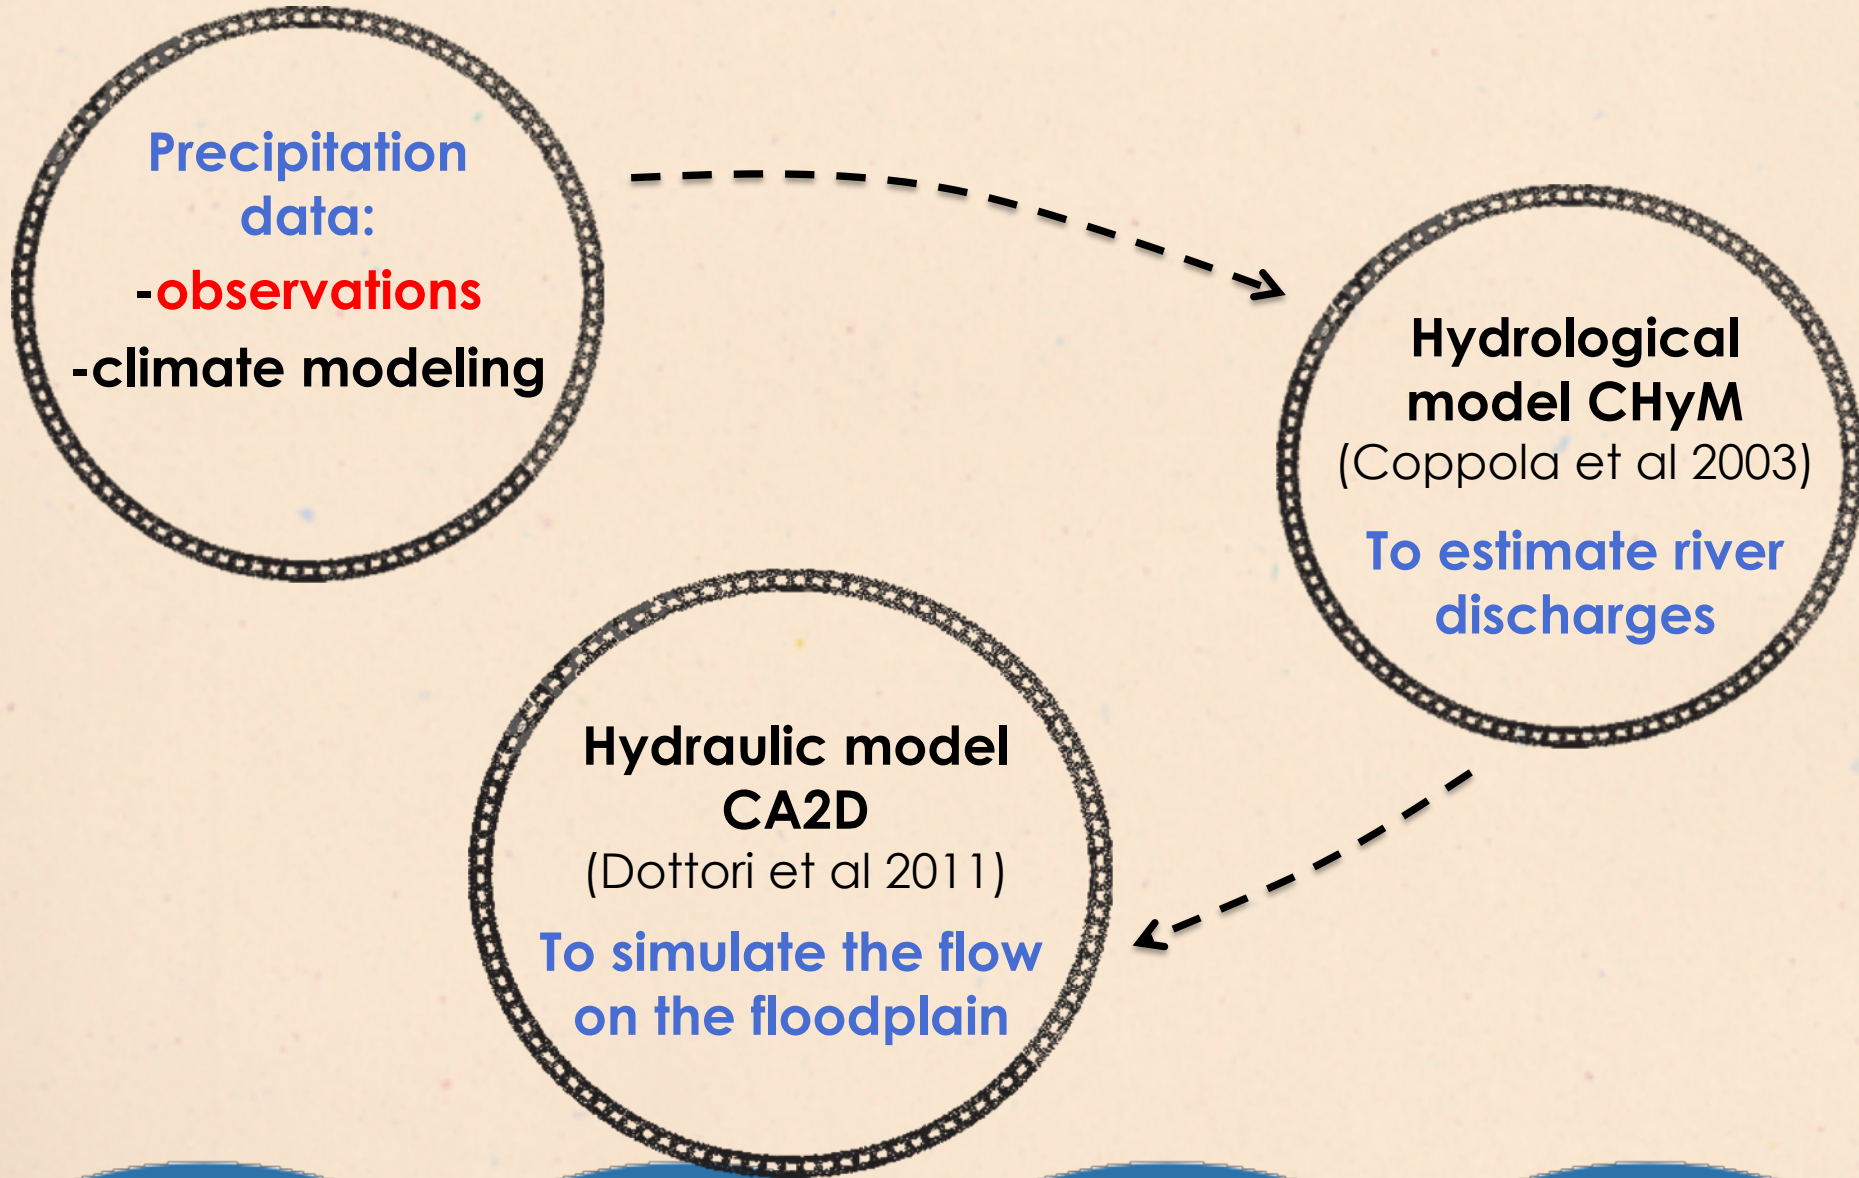 Precipitation
data:
-observations
-climate modeling
Hydrological
model CHyM
(Coppola et al 2003)
To estimate river
discharges
Hydraulic model
CA2D
(Dottori et al 2011)
To simulate the flow
on the floodplain